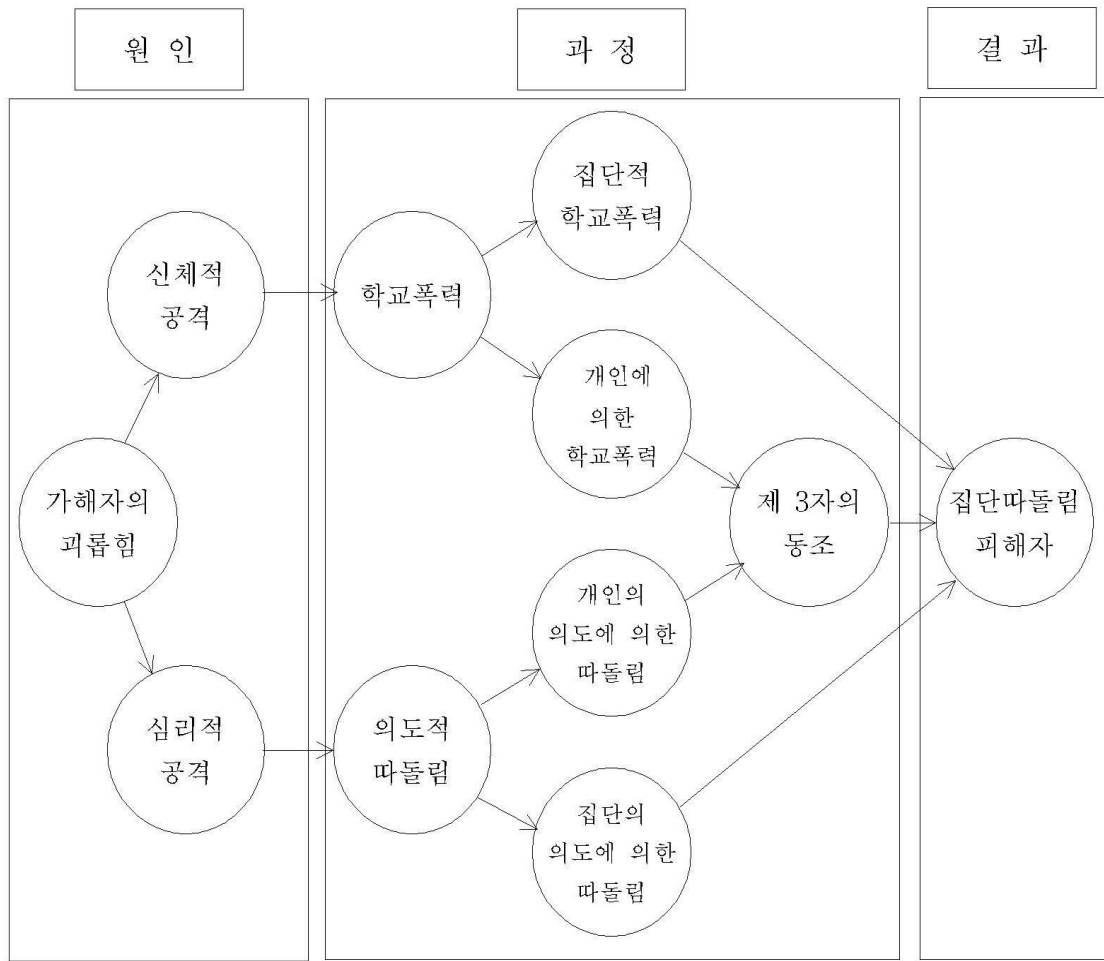 원 인
과 정
결 과
가해자의
괴롭힘
신체적
공격
심리적
공격
학교폭력
의도적
따돌림
집단적
학교폭력
개인에
의한
학교폭력
개인의
의도에 의한
따돌림
집단의
의도에 의한
따돌림
제 3자의
동조
집단따돌림
피해자